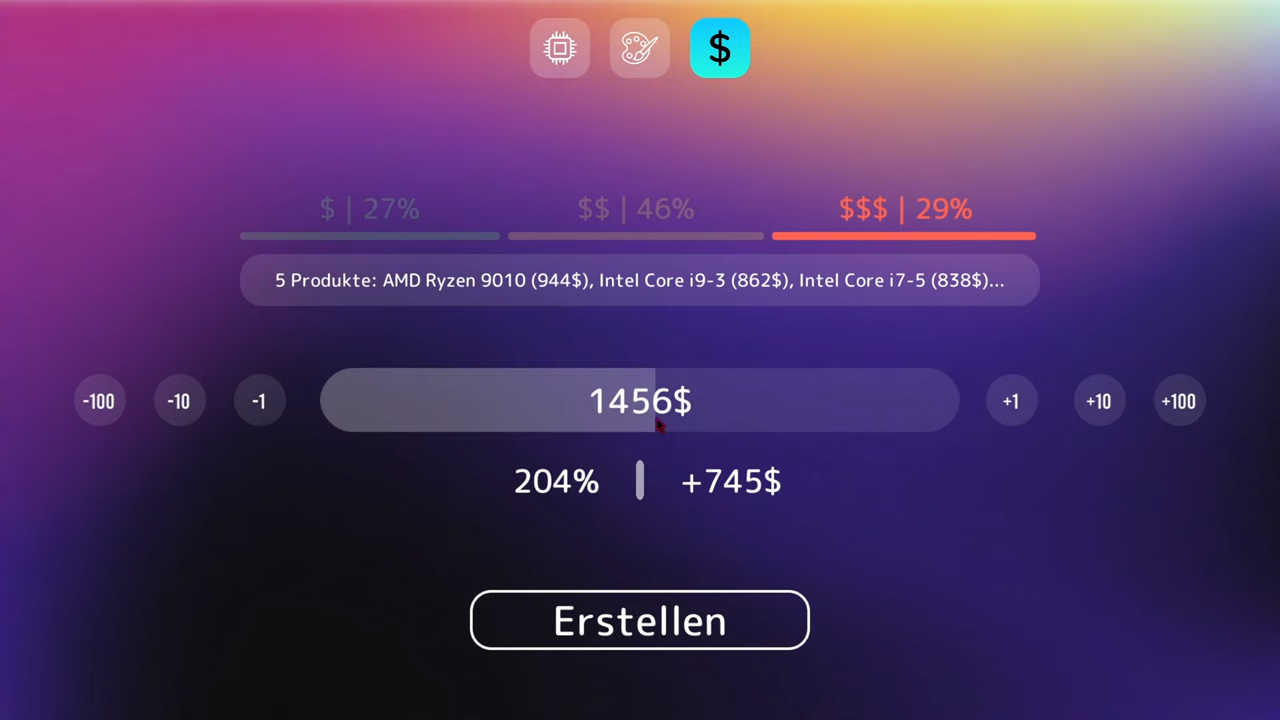 $
$ | 27%
$$ | 46%
$$$ | 29%
5 Produkte: AMD Ryzen 9010 (944$), Intel Core i9-3 (862$), Intel Core i7-5 (838$)...
-100
-10
-1
1456$
+1
+10
+100
204%
+745$
Erstellen